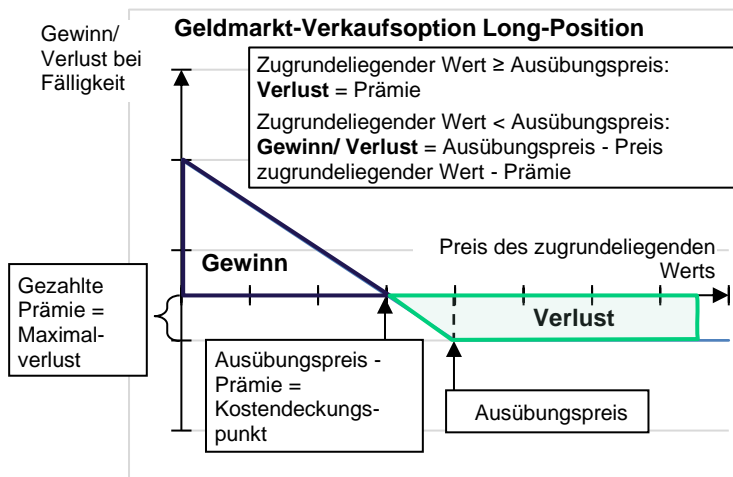 Gewinn/
Verlust bei
Fälligkeit
Geldmarkt-Verkaufsoption Long-Position
Zugrundeliegender Wert ≥ Ausübungspreis:
Verlust = Prämie
Zugrundeliegender Wert < Ausübungspreis:
Gewinn/ Verlust = Ausübungspreis - Preis
zugrundeliegender Wert - Prämie
Preis des zugrundeliegenden
Werts
Gewinn
Gezahlte
Prämie =
Maximal-
verlust
Verlust
Ausübungspreis -
Prämie =
Kostendeckungs-
punkt
Ausübungspreis